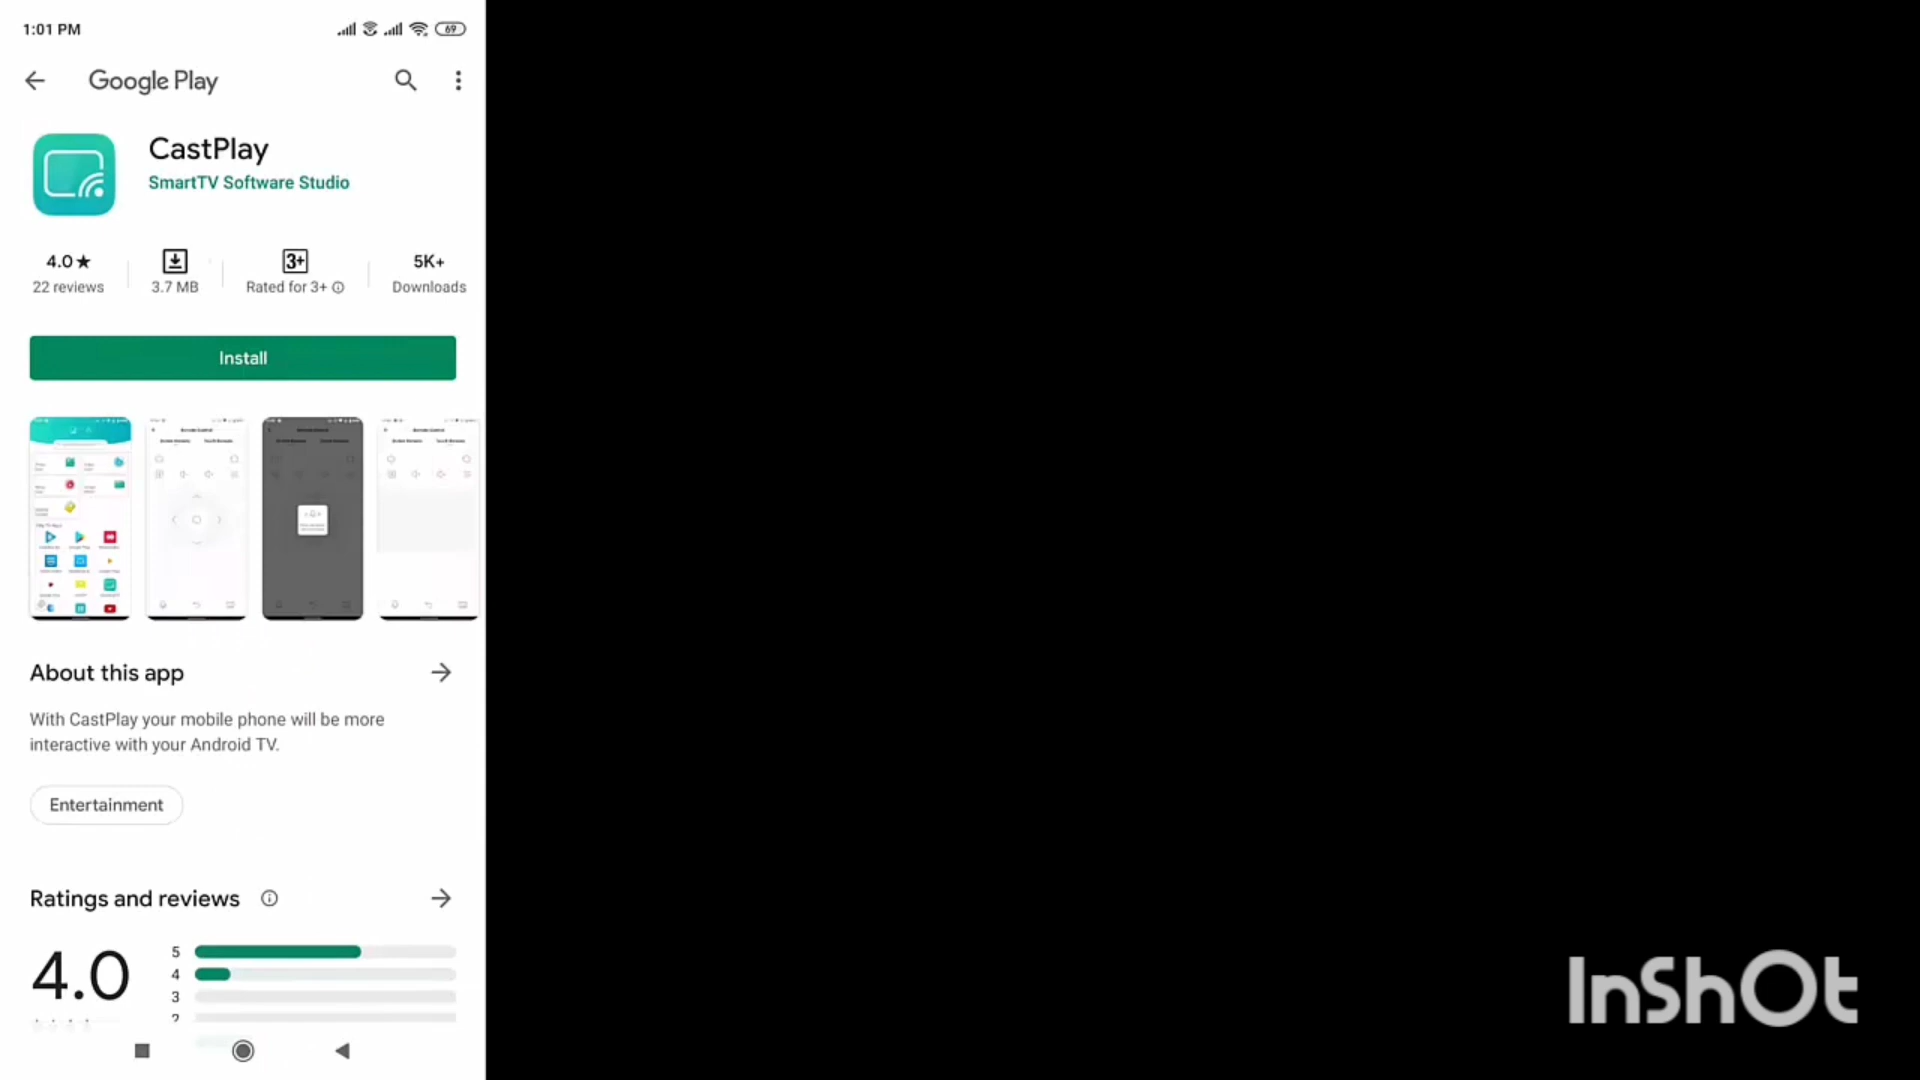 1:01 PM
69
Google Play
CastPlay
SmartTV Software Studio
4.0★
22 reviews
3.7 MB
3+
Rated for 3+
5K+
Downloads
Install
About this app
With CastPlay your mobile phone will be more
interactive with your Android TV.
Entertainment
Ratings and reviews
4.0
5
4
3
2
InShOt